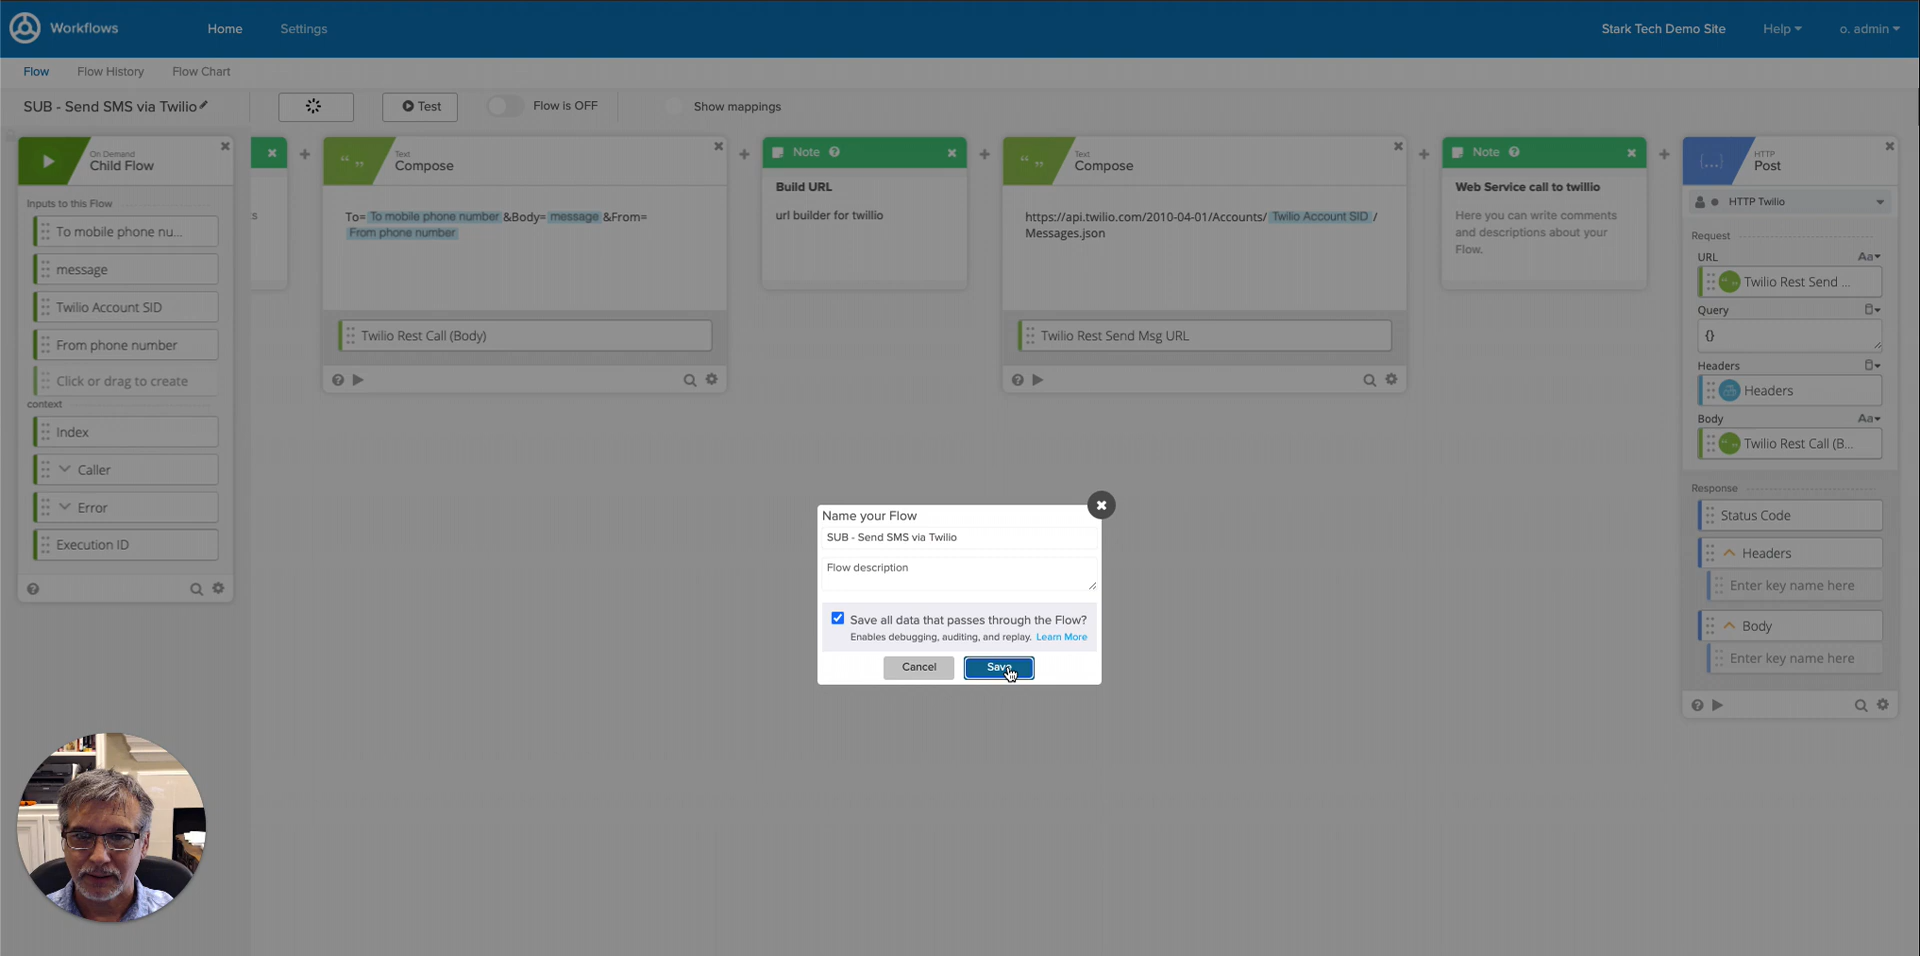 Workflows
Home
Settings
Stark Tech Demo Site
Help
o. admin
Flow
Flow History
Flow Chart
SUB - Send SMS via Twilio
Test
Flow is OFF
Show mappings
On Demand
Child Flow
Inputs to this Flow
To mobile phone nu...
message
Twilio Account SID
From phone number
Click or drag to create
context
Index
Caller
Error
Execution ID
s
Text
Compose
To= To mobile phone number &Body= message &From=
From phone number
Twilio Rest Call (Body)
Note
Build URL
url builder for twillio
Text
Compose
https://api.twilio.com/2010-04-01/Accounts/ Twilio Account SID /
Messages.json
Twilio Rest Send Msg URL
Note
Web Service call to twillio
Here you can write comments
and descriptions about your
Flow.
HTTP
Post
HTTP Twilio
Request
URL
Aa
Twilio Rest Send ...
Query
{}
Headers
Headers
Body
Aa
Twilio Rest Call (B...
Response
Status Code
Headers
Enter key name here
Body
Enter key name here
Name your Flow
SUB - Send SMS via Twilio
Flow description
Save all data that passes through the Flow?
Enables debugging, auditing, and replay. Learn More
Cancel
Save